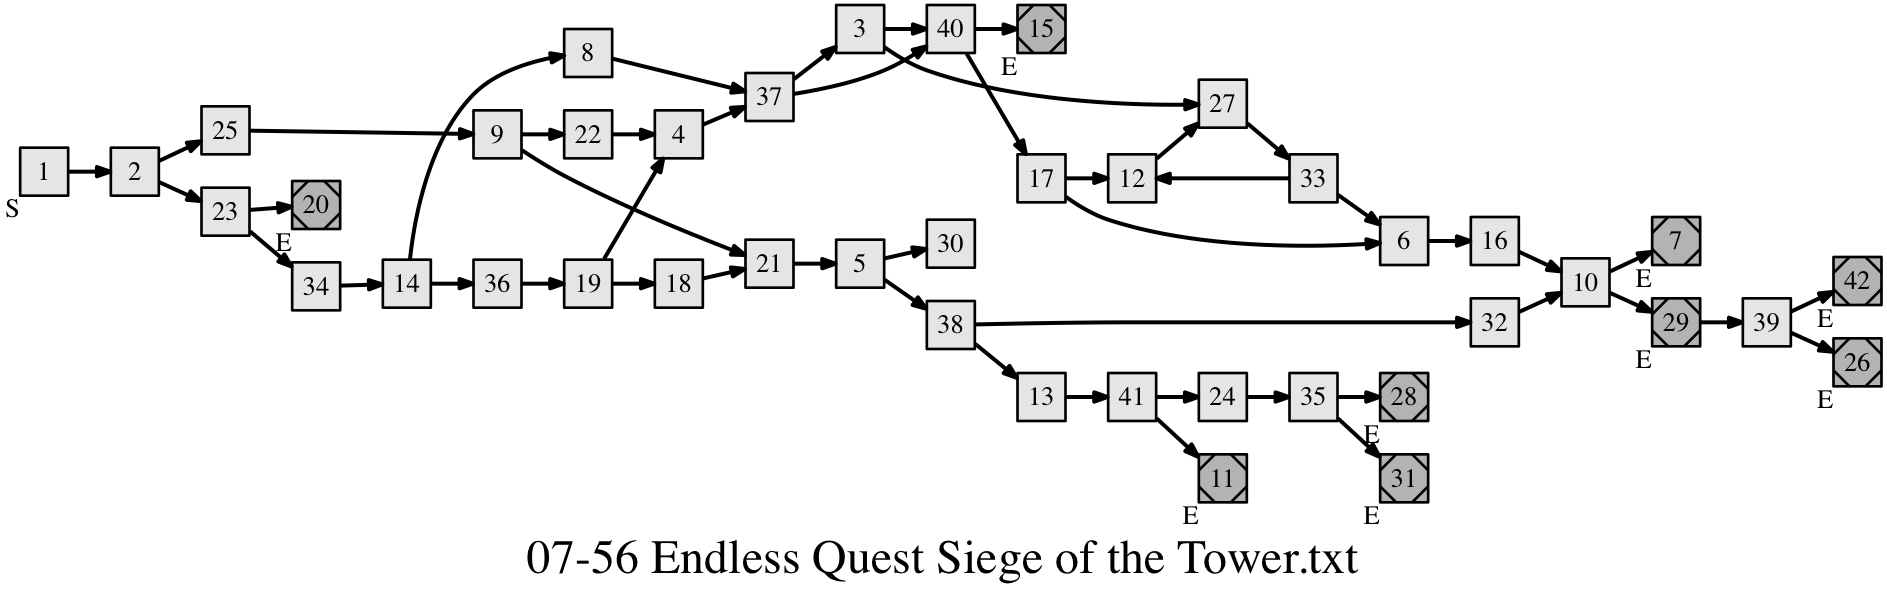 3 40 15
E
8
37
27
25
9 22 4
1 2
S
17 12 33
23 20
E
30
6 16 7
E
21 5
34 14 36 19 18
10 42
E
38 32 29 39
E
26
E
13 41 24 35 28
E
11 31
E E
07-56 Endless Quest Siege of the Tower.txt